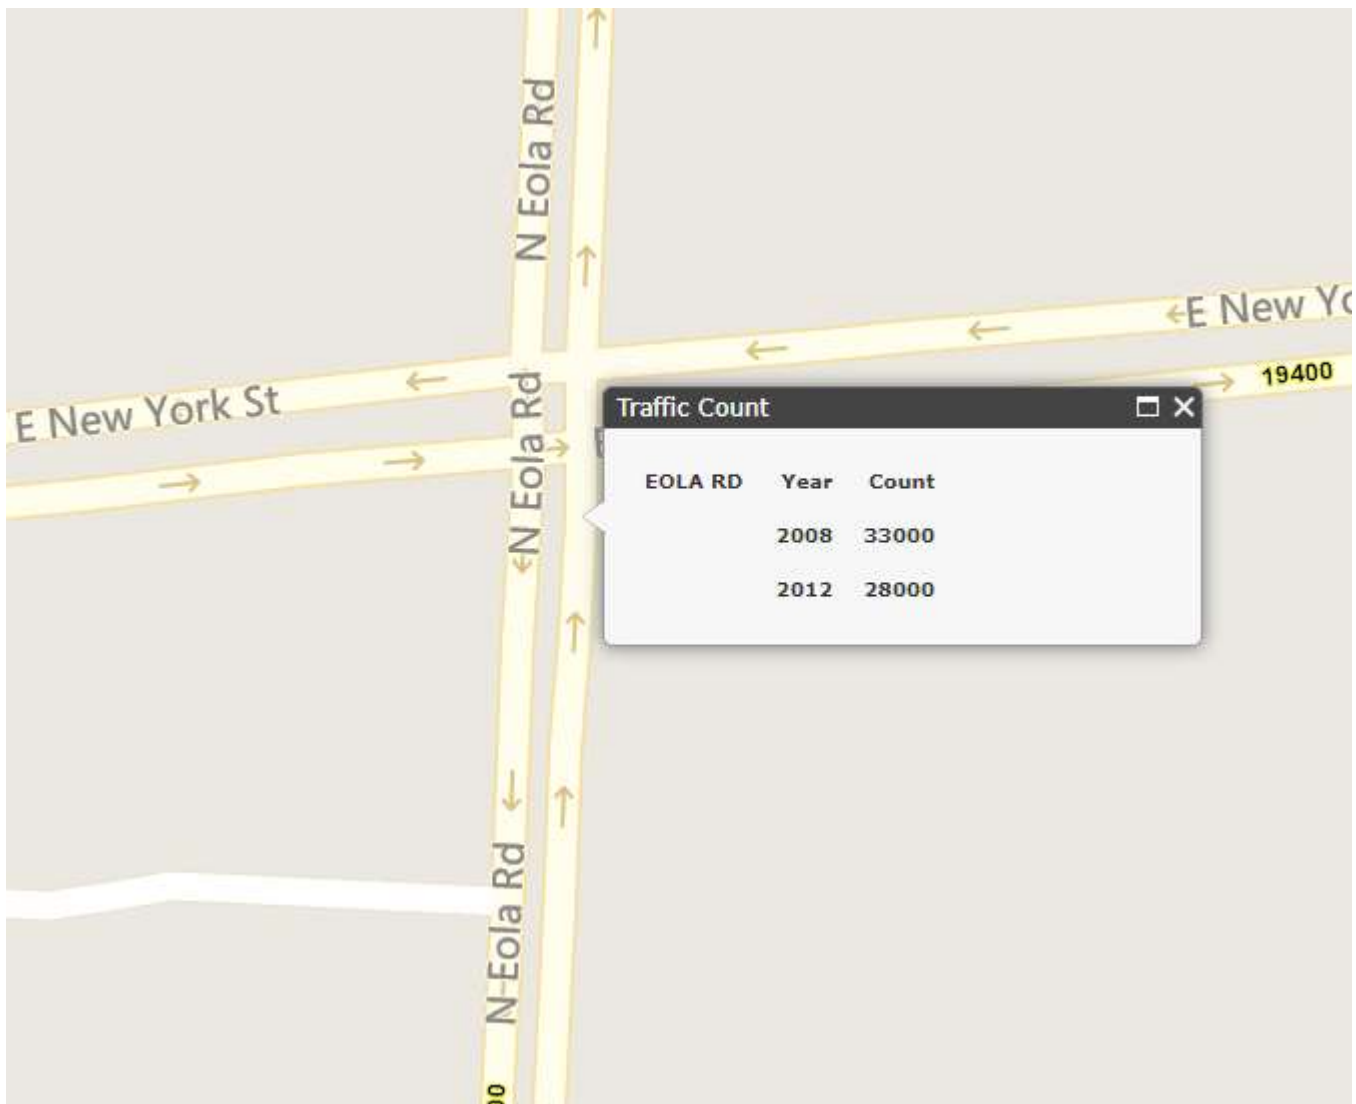 N Eola Rd
E New Yo
19400
E New York St
N Eola Rd
Traffic Count
EOLA RD Year Count
2008 33000
2012 28000
N Eola Rd